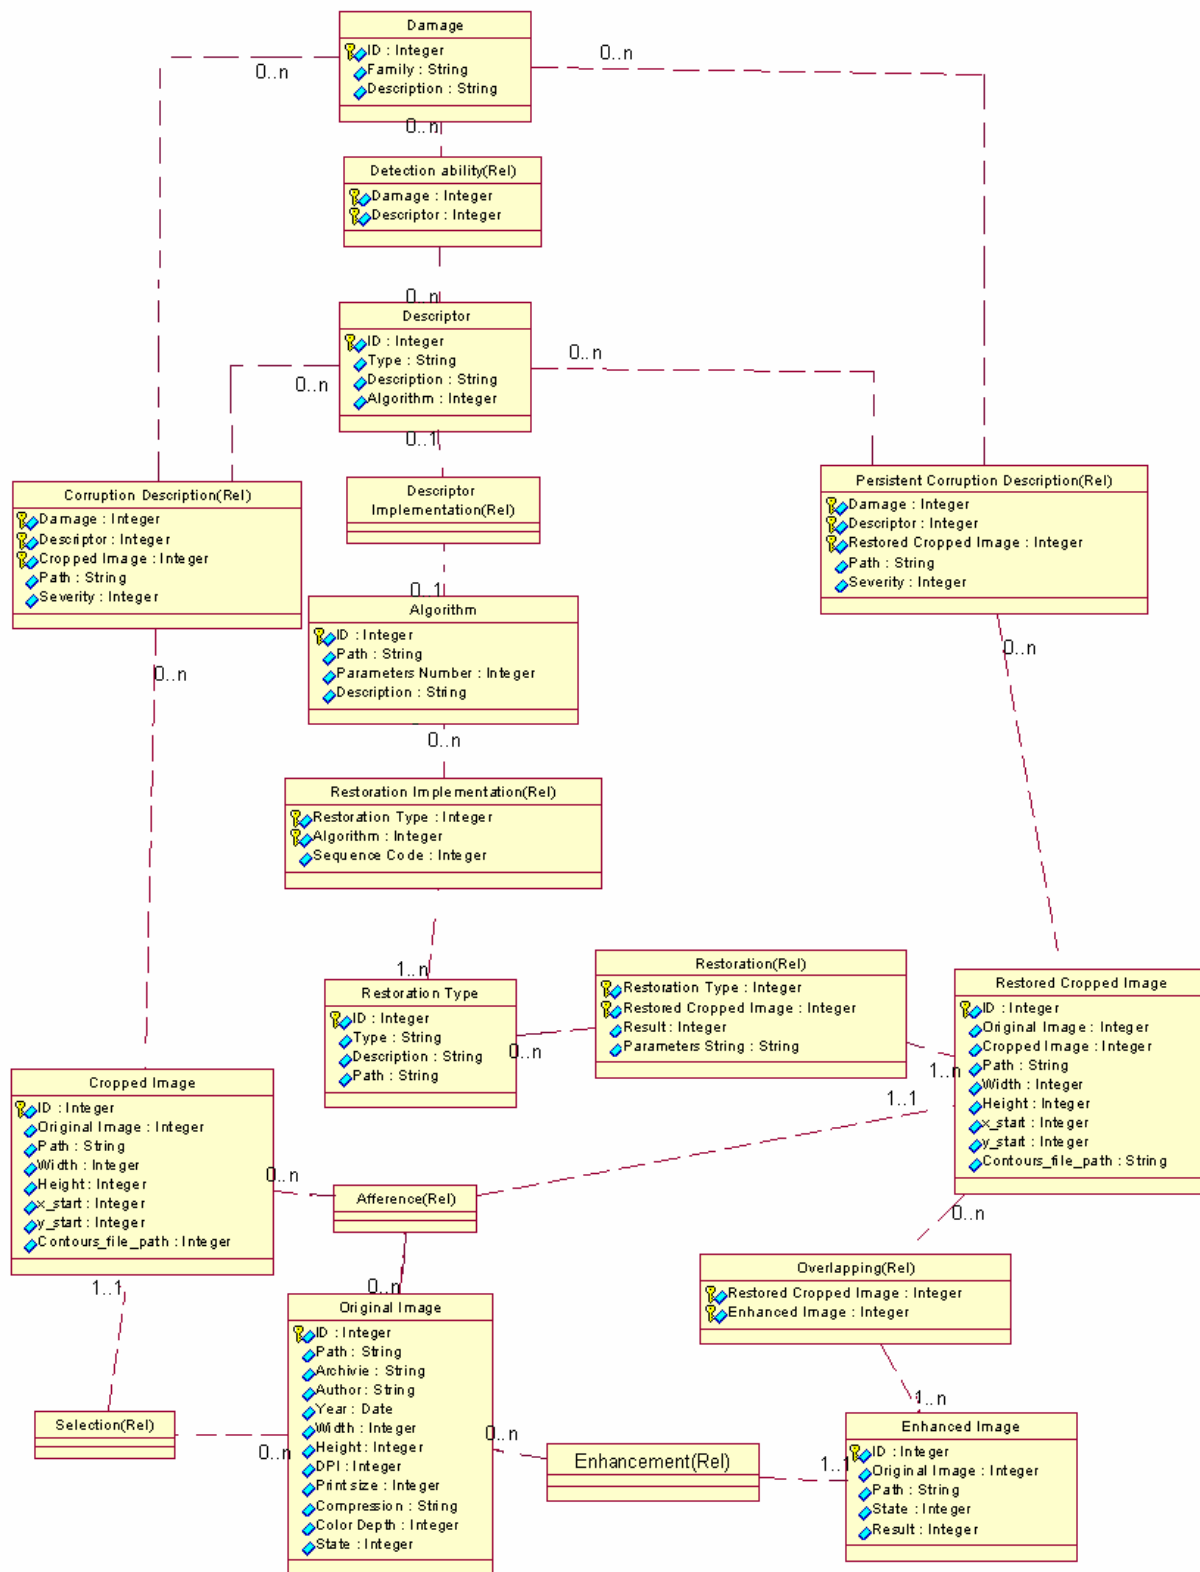 Damage
ID : Integer
Family : String
Description : String
0..n
0..n
0..n
Detection ability(Rel)
Damage : Integer
Descriptor : Integer
0..n
Descriptor
ID : Integer
Type : String
Description : String
Algorithm : Integer
0..n
0..n
0..1
Corruption Description(Rel)
Damage : Integer
Descriptor : Integer
Cropped Image : Integer
Path : String
Severity : Integer
0..n
Descriptor
Implementation(Rel)
Persistent Corruption Description(Rel)
Damage : Integer
Descriptor : Integer
Restored Cropped Image : Integer
Path : String
Severity : Integer
0..n
0..1
Algorithm
ID : Integer
Path : String
Parameters Number : Integer
Description : String
0..n
Restoration Implementation(Rel)
Restoration Type : Integer
Algorithm : Integer
Sequence Code : Integer
1..n
Restoration Type
ID : Integer
Type : String
Description : String
Path : String
0..n
Restoration(Rel)
Restoration Type : Integer
Restored Cropped Image : Integer
Result : Integer
Parameters String : String
1..n
1..1
Restored Cropped Image
ID : Integer
Original Image : Integer
Cropped Image : Integer
Path : String
Width : Integer
Height : Integer
x_start : Integer
y_start : Integer
Contours_file_path : String
0..n
Cropped Image
ID : Integer
Original Image : Integer
Path : String
Width : Integer
Height : Integer
x_start : Integer
y_start : Integer
Contours_file_path : Integer
0..n
1..1
Afference(Rel)
0..n
Overlapping(Rel)
Restored Cropped Image : Integer
Enhanced Image : Integer
1..n
Original Image
ID : Integer
Path : String
Archivie : String
Author : String
Year : Date
Width : Integer
Height : Integer
DPI : Integer
Print size : Integer
Compression : String
Color Depth : Integer
State : Integer
Selection(Rel)
0..n
0..n
Enhancement(Rel)
1..1
Enhanced Image
ID : Integer
Original Image : Integer
Path : String
State : Integer
Result : Integer